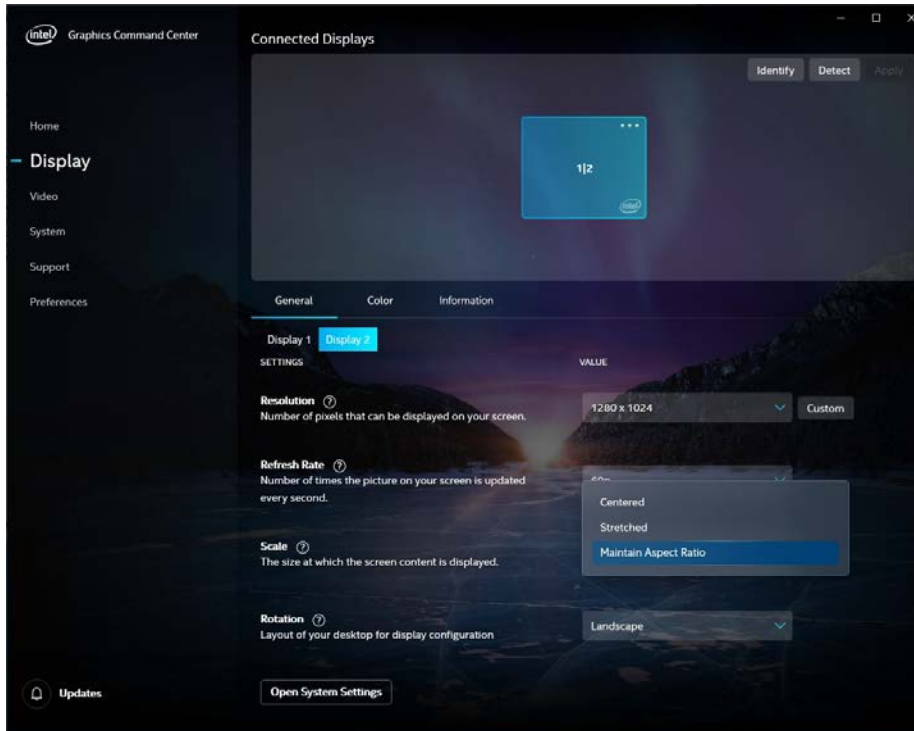 intel Graphics Command Center
Connected Displays
Identify Detect Apply
Home
Display
Video
System
Support
Preferences
1|2
intel
General Color Information
Display 1 Display 2
SETTINGS VALUE
Resolution ?
Number of pixels that can be displayed on your screen.
1280 x 1024 Custom
Refresh Rate ?
Number of times the picture on your screen is updated
every second.
60p
Centered
Stretched
Maintain Aspect Ratio
Scale ?
The size at which the screen content is displayed.
Rotation ?
Layout of your desktop for display configuration
Landscape
Updates
Open System Settings